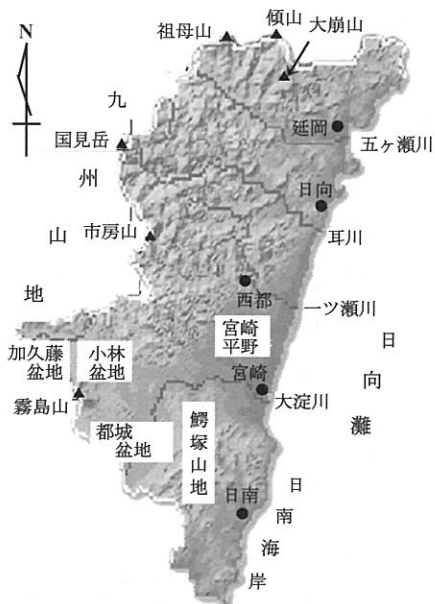 祖母山
傾山
大崩山
N
九州山地
延岡
五ヶ瀬川
国見岳
日向
耳川
市房山
西都
一ツ瀬川
宮崎
平野
日向灘
加久藤
盆地
小林
盆地
宮崎
大淀川
霧島山
都城
盆地
鰐塚山地
日南
日南海岸